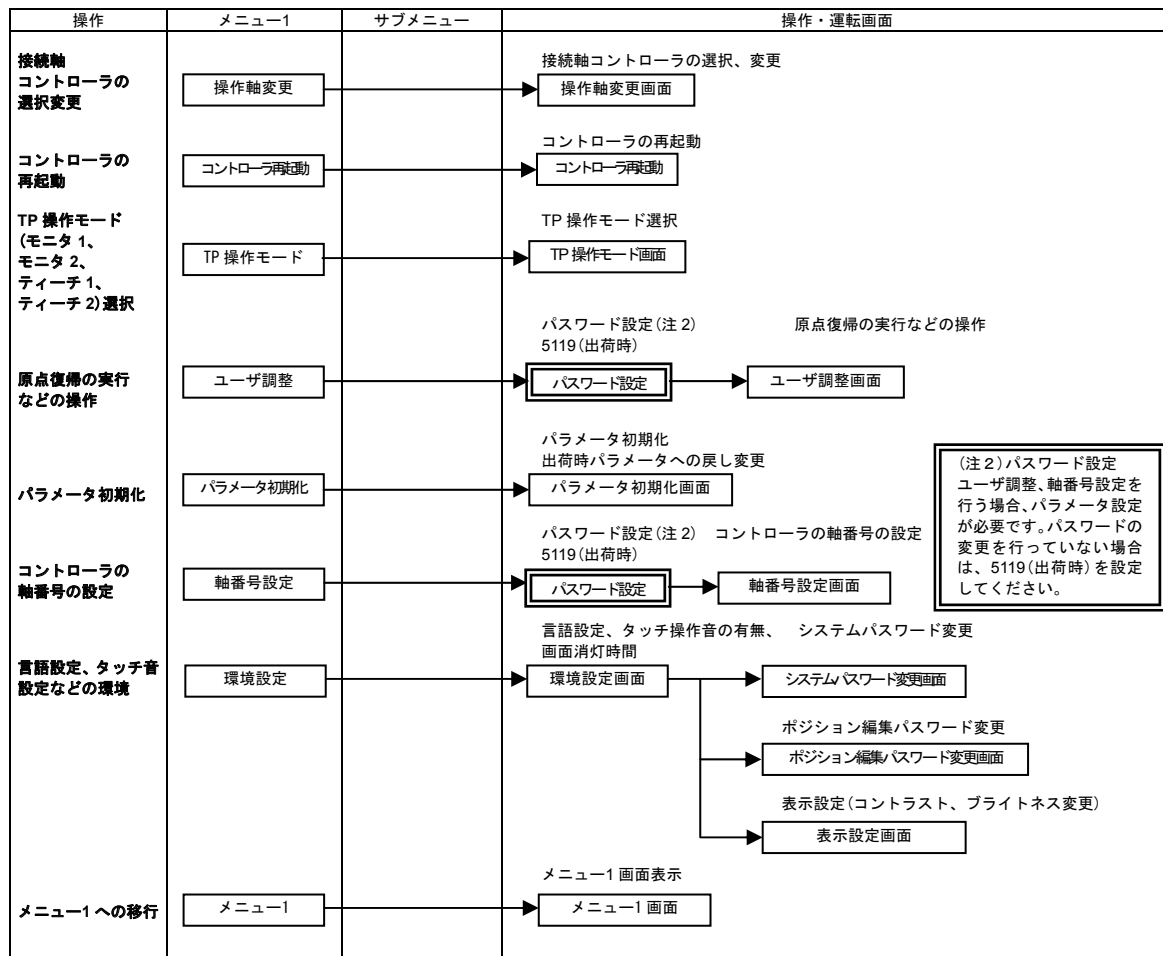 操作 メニュー1 サブメニュー 操作・運転画面
接続軸
コントローラの
選択変更
操作軸変更
接続軸コントローラの選択、変更
操作軸変更画面
コントローラの
再起動
コントローラ再起動
コントローラの再起動
コントローラ再起動
TP 操作モード
(モニタ 1、
モニタ 2、
ティーチ 1、
ティーチ 2)選択
TP 操作モード
TP 操作モード選択
TP 操作モード画面
原点復帰の実行
などの操作
ユーザ調整
パスワード設定(注 2)
5119(出荷時)
パスワード設定
原点復帰の実行などの操作
ユーザ調整画面
パラメータ初期化
パラメータ初期化
パラメータ初期化
出荷時パラメータへの戻し変更
パラメータ初期化画面
(注2)パスワード設定
ユーザ調整、軸番号設定を
行う場合、パラメータ設定
が必要です。パスワードの
変更を行っていない場合
は、5119(出荷時)を設定
してください。
コントローラの
軸番号の設定
軸番号設定
パスワード設定(注 2)
5119(出荷時)
パスワード設定
コントローラの軸番号の設定
軸番号設定画面
言語設定、タッチ音
設定などの環境
環境設定
言語設定、タッチ操作音の有無、
画面消灯時間
環境設定画面
システムパスワード変更
システムパスワード変更画面
ポジション編集パスワード変更
ポジション編集パスワード変更画面
表示設定(コントラスト、ブライトネス変更)
表示設定画面
メニュー1 への移行
メニュー1
メニュー1 画面表示
メニュー1 画面